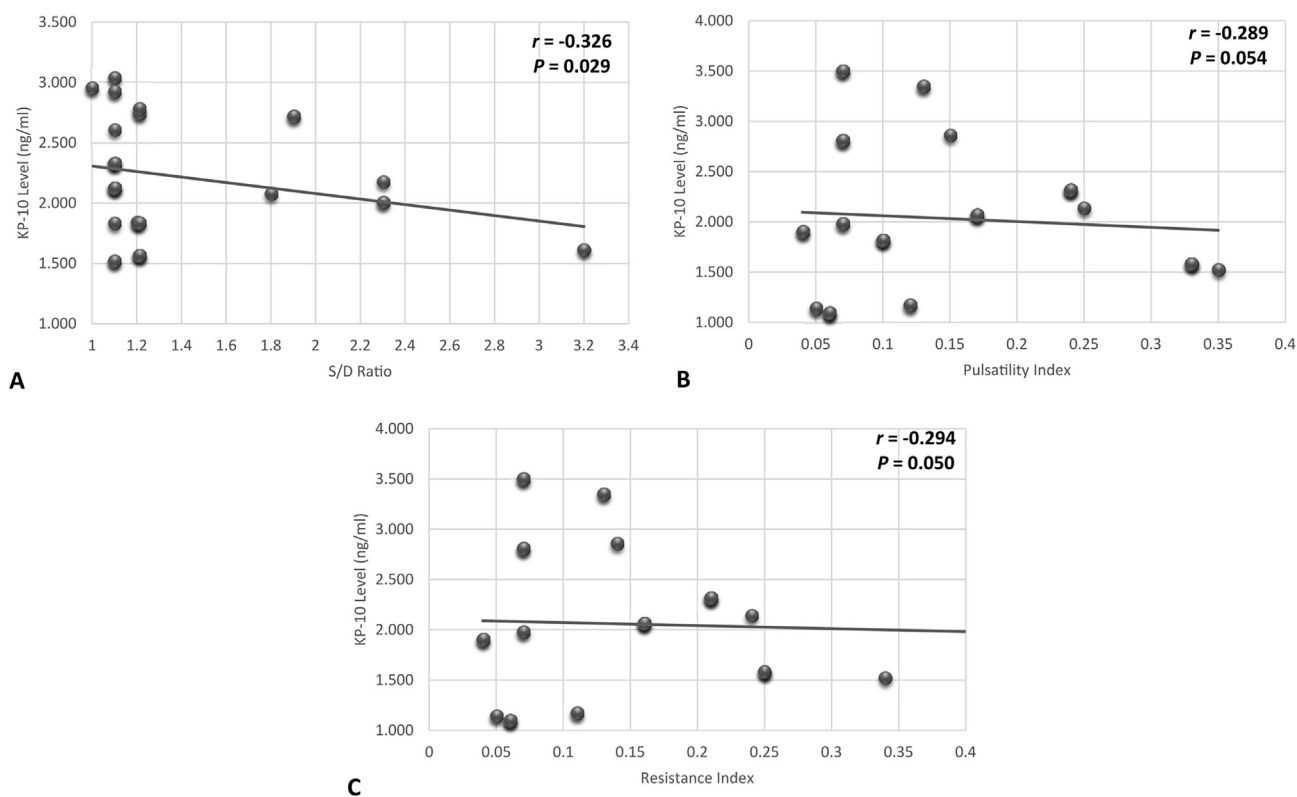 3.500
3.000
2.500
2.000
1.500
1.000
KP-10 Level (ng/ml)
r = -0.326
P = 0.029
1 1.2 1.4 1.6 1.8 2 2.2 2.4 2.6 2.8 3 3.2 3.4
S/D Ratio
A
4.000
3.500
3.000
2.500
2.000
1.500
1.000
KP-10 Level (ng/ml)
r = -0.289
P = 0.054
0 0.05 0.1 0.15 0.2 0.25 0.3 0.35 0.4
Pulsatility Index
B
4.000
3.500
3.000
2.500
2.000
1.500
1.000
KP-10 Level (ng/ml)
r = -0.294
P = 0.050
0 0.05 0.1 0.15 0.2 0.25 0.3 0.35 0.4
Resistance Index
C